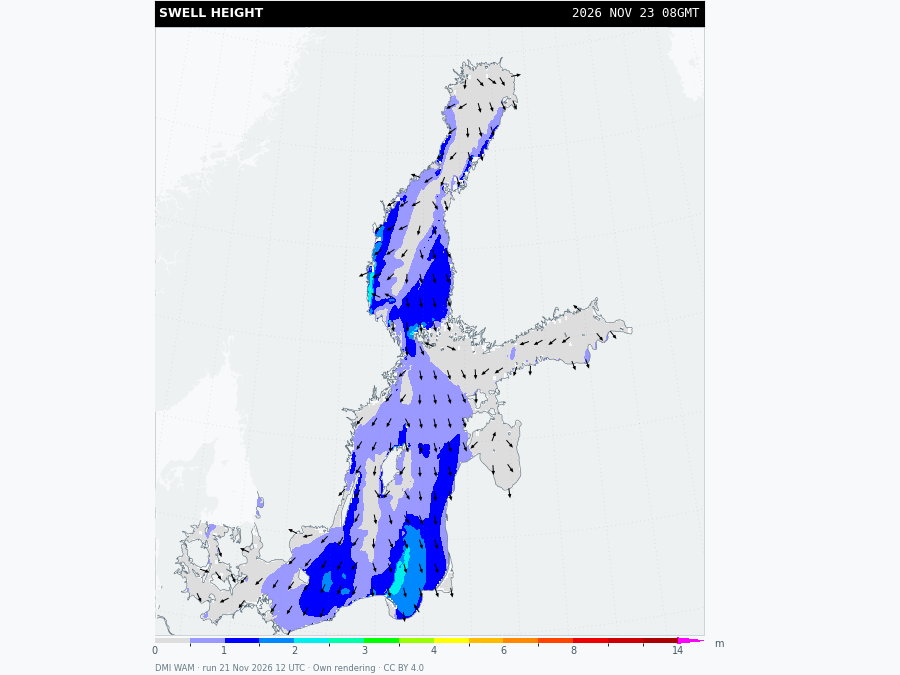 SWELL HEIGHT 2026 NOV 23 08GMT
0 1 2 3 4 6 8 14 m
DMI WAM · run 21 Nov 2026 12 UTC · Own rendering · CC BY 4.0